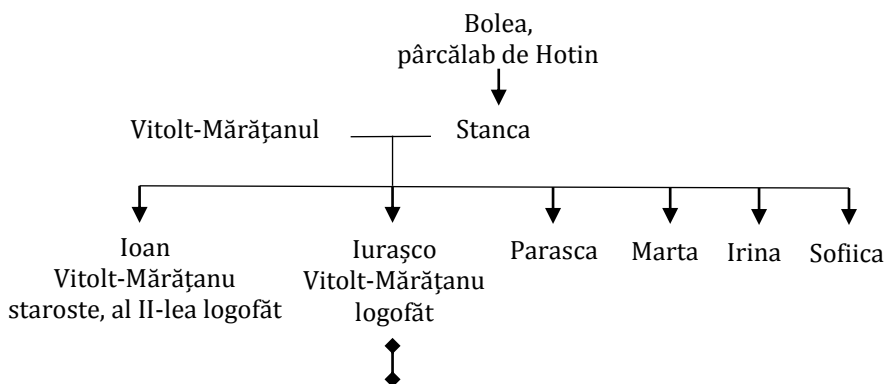 Bolea,
pârcălab de Hotin
Vitolt-Mărățanul
Stanca
Ioan
Vitolt-Mărățanu
staroste, al II-lea logofăt
Iurașco
Vitolt-Mărățanu
logofăt
Parasca
Marta
Irina
Sofiica